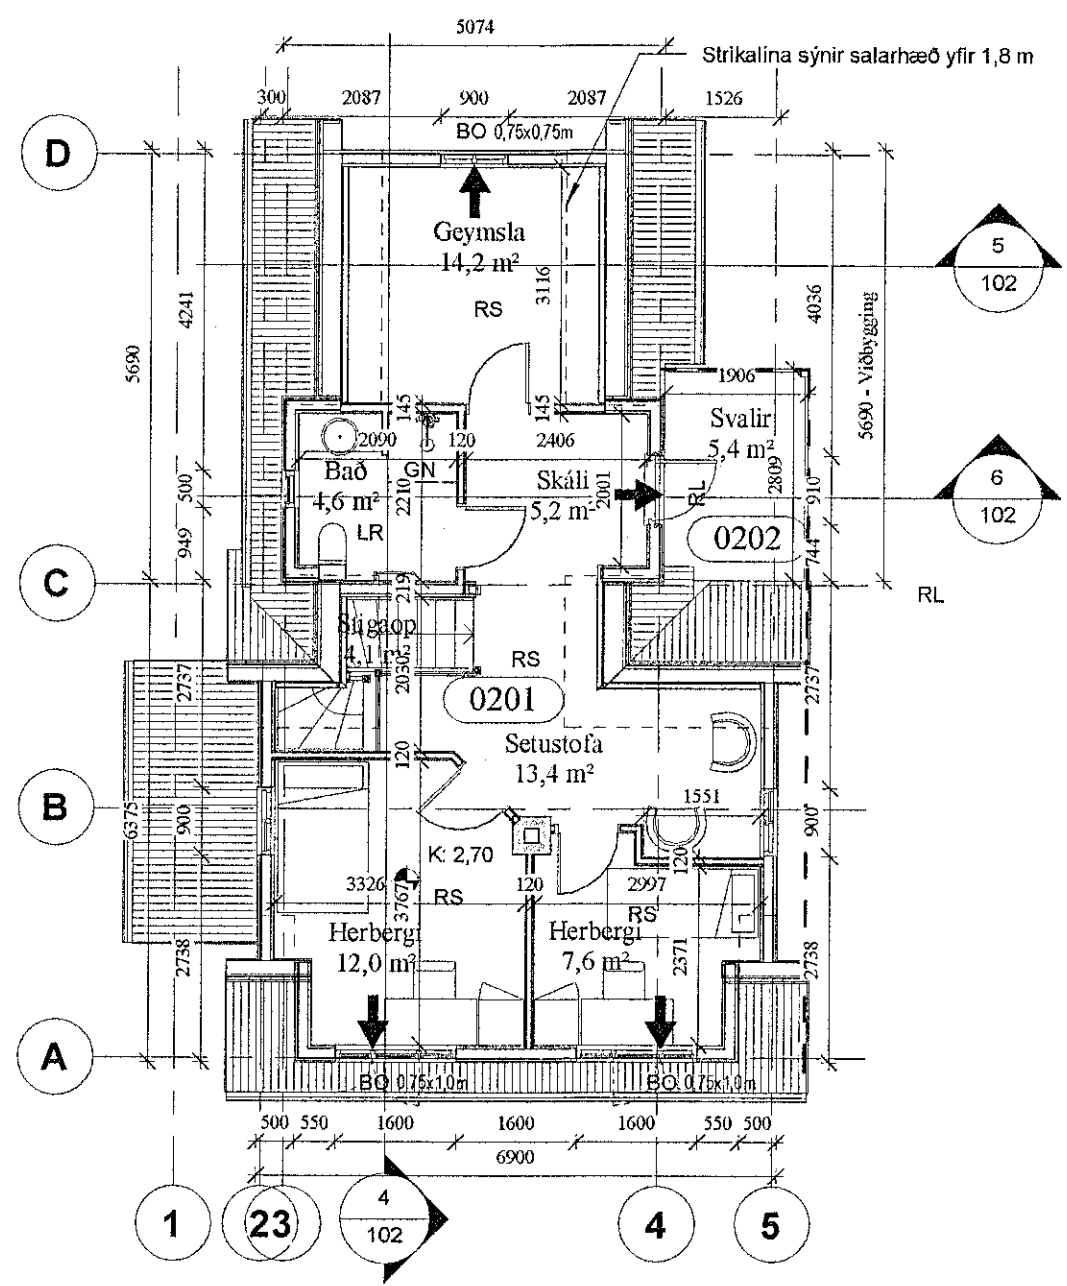 5074
Strikalína sýnir salarhæð yfir 1,8 m
300 2087 900 2087 1526
BO 0,75x0,75m
D
Geymsla
14,2 m²
3116
RS
5
102
4241
5690
4036
5690 - Viðbygging
1906
Svalir
5,4 m²
145
145
2090 120 2406
GN
Bað
4,6 m²
Skáli
5,2 m²
2001
2210
2809
910
RL
6
102
500
LR
0202
949
744
C
219
RL
Stigaop
4,1 m²
2030
RS
0201
2737
2737
Setustofa
13,4 m²
120
B
6375
900
1551
900
K: 2,70
120
3326 120 2997
3767
RS
RS
Herbergi
12,0 m²
Herbergi
7,6 m²
2371
2738
2738
A
BO 0,75x1,0m
BO 0,75x1,0m
500 550 1600 1600 1600 550 500
6900
1 2 3 4 5
4
102